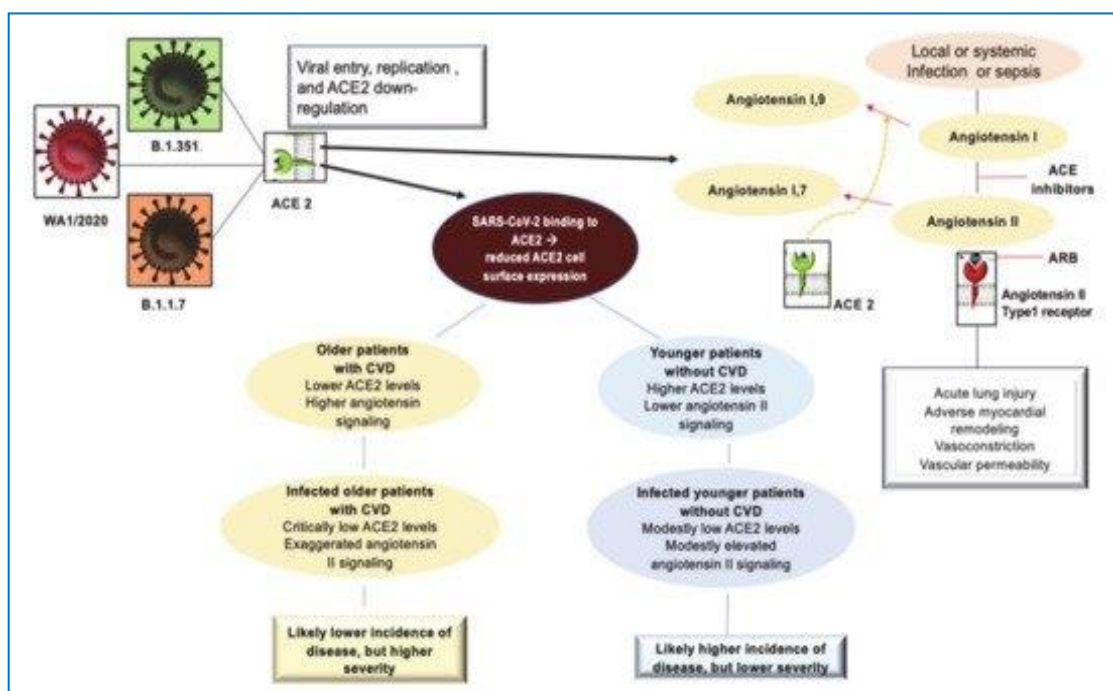 Viral entry, replication ,
and ACE2 down-
regulation
B.1.351
WA1/2020
ACE 2
B.1.1.7
SARS-CoV-2 binding to
ACE2 →
reduced ACE2 cell
surface expression
Older patients
with CVD
Lower ACE2 levels
Higher angiotensin
signaling
Infected older patients
with CVD
Critically low ACE2 levels
Exaggerated angiotensin
II signaling
Likely lower incidence of
disease, but higher
severity
Younger patients
without CVD
Higher ACE2 levels
Lower angiotensin II
signaling
Infected younger patients
without CVD
Modestly low ACE2 levels
Modestly elevated
angiotensin II signaling
Likely higher incidence of
disease, but lower severity
Local or systemic
Infection or sepsis
Angiotensin I,9
Angiotensin I
ACE
inhibitors
Angiotensin I,7
Angiotensin II
ARB
ACE 2
Angiotensin II
Type1 receptor
Acute lung injury
Adverse myocardial
remodeling
Vasoconstriction
Vascular permeability